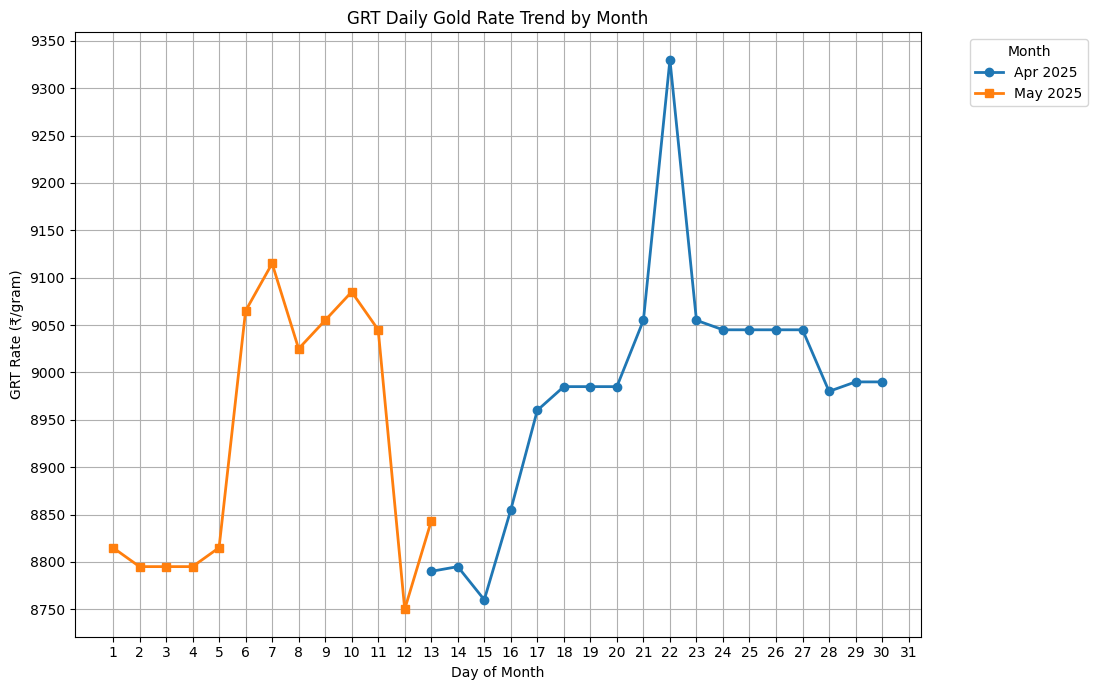 GRT Daily Gold Rate Trend by Month
9350
9300
9250
9200
9150
9100
9050
9000
8950
8900
8850
8800
8750
GRT Rate (₹/gram)
1 2 3 4 5 6 7 8 9 10 11 12 13 14 15 16 17 18 19 20 21 22 23 24 25 26 27 28 29 30 31
Day of Month
Month
Apr 2025
May 2025